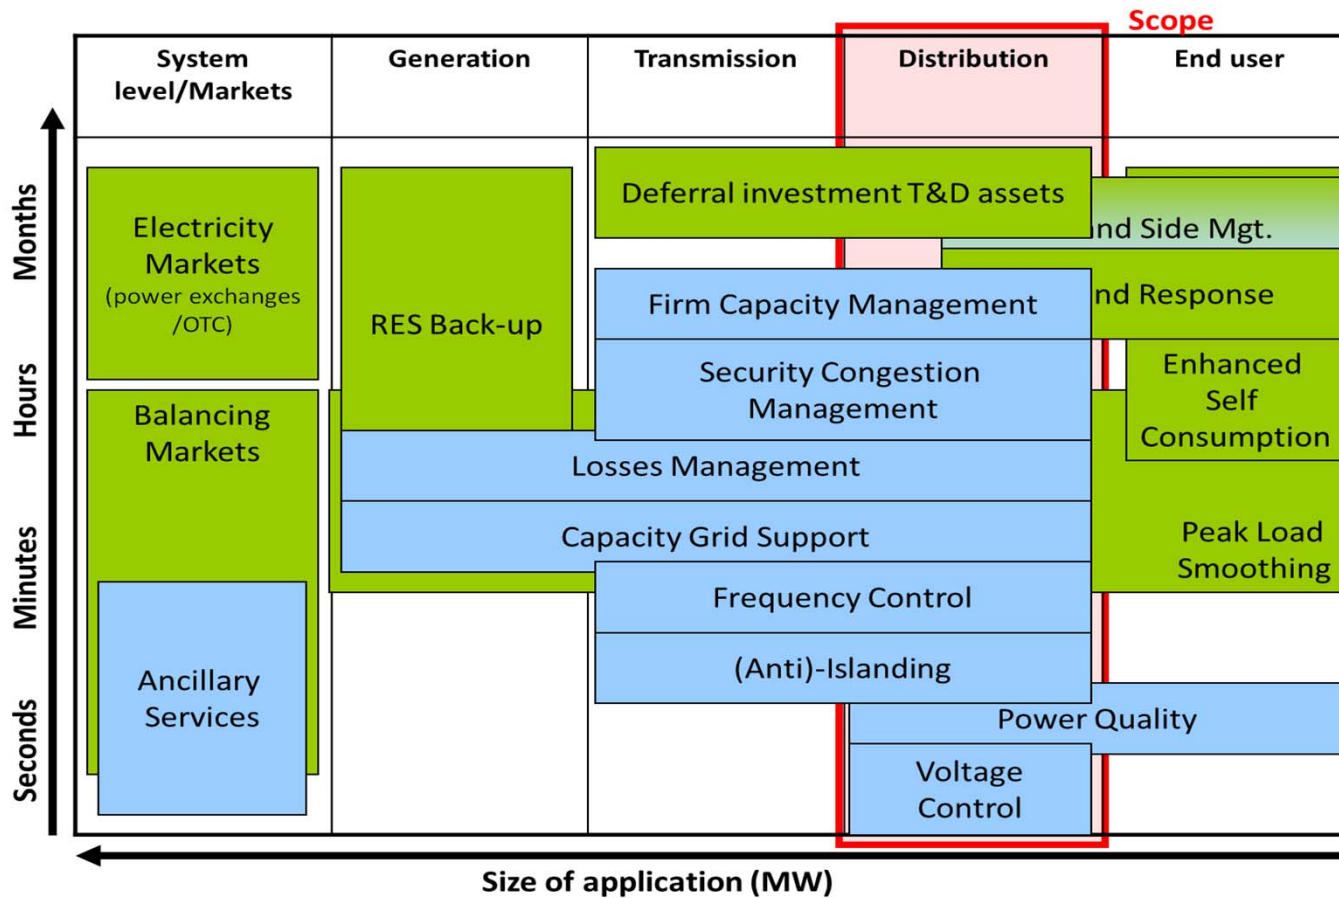 Scope
System
level/Markets
Generation
Transmission
Distribution
End user
Months
Hours
Minutes
Seconds
Electricity
Markets
(power exchanges
/OTC)
Balancing
Markets
Ancillary
Services
RES Back-up
Deferral investment T&D assets
and Side Mgt.
Firm Capacity Management
nd Response
Security Congestion
Management
Enhanced
Self
Consumption
Losses Management
Capacity Grid Support
Peak Load
Smoothing
Frequency Control
(Anti)-Islanding
Power Quality
Voltage
Control
Size of application (MW)